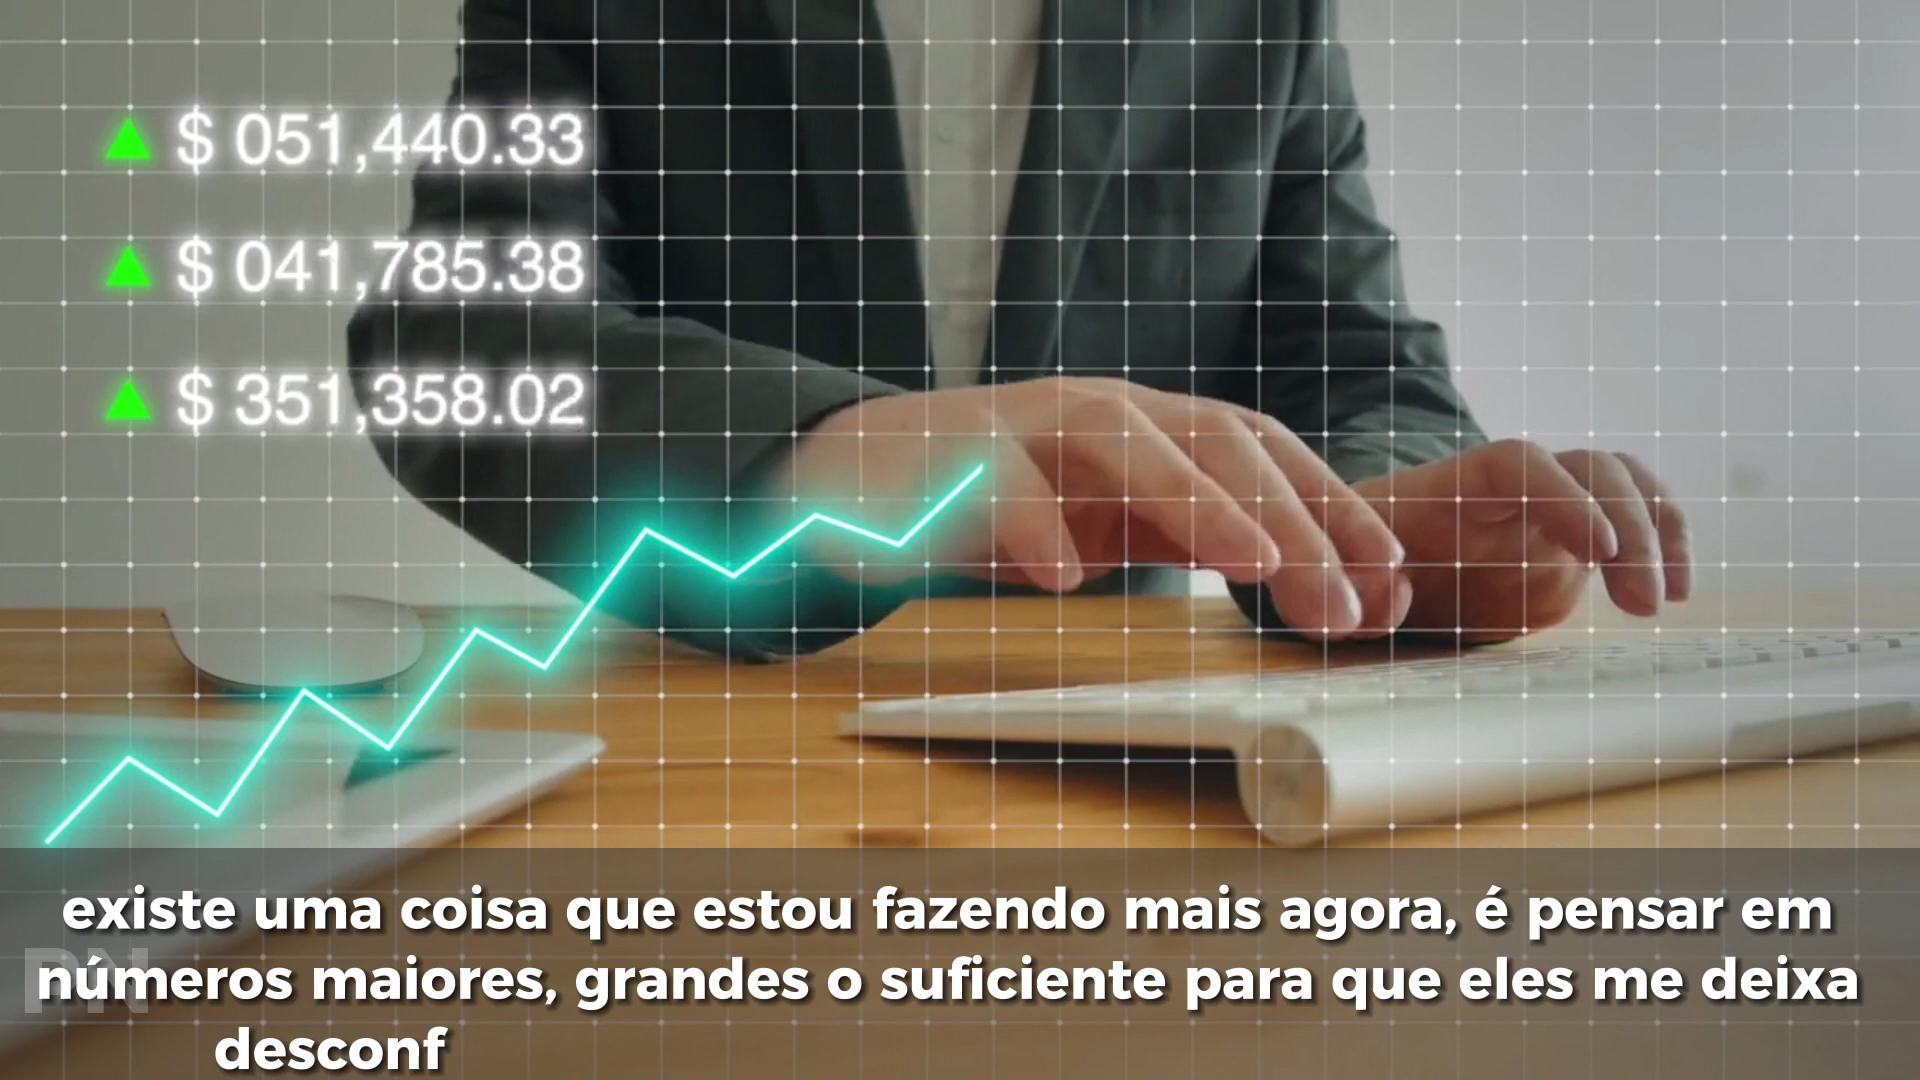 $ 051,440.33
$ 041,785.38
$ 351,358.02
existe uma coisa que estou fazendo mais agora, é pensar em
números maiores, grandes o suficiente para que eles me deixa
desconf
PN